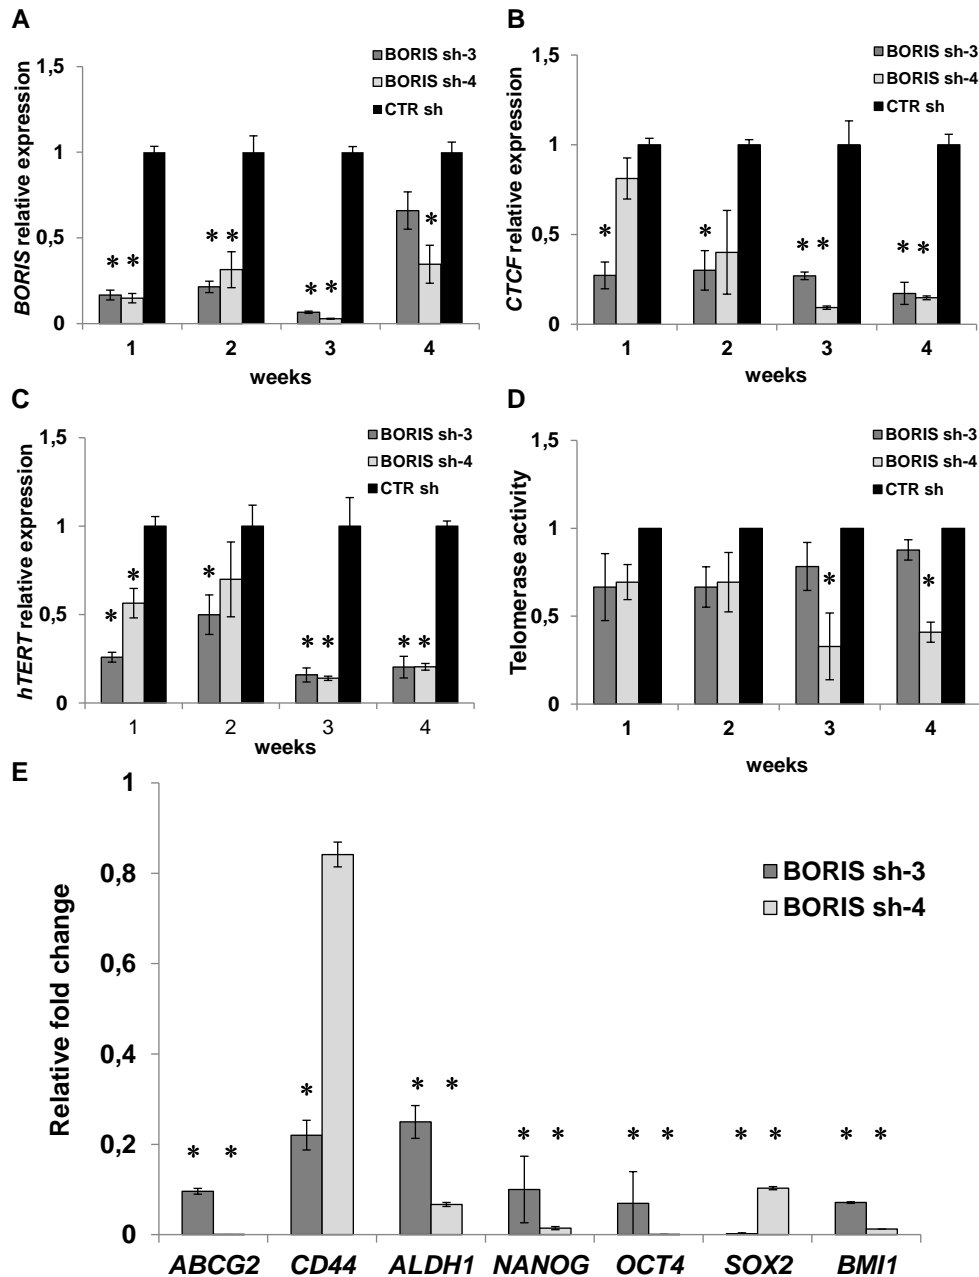 A
BORIS sh-3
BORIS sh-4
CTR sh
BORIS relative expression
1,5
1
0,5
0
* * * * * * *
1 2 3 4
weeks
B
BORIS sh-3
BORIS sh-4
CTR sh
CTCF relative expression
1,5
1
0,5
0
* * * * * *
1 2 3 4
weeks
C
BORIS sh-3
BORIS sh-4
CTR sh
hTERT relative expression
1,5
1
0,5
0
* * * * * * *
1 2 3 4
weeks
D
BORIS sh-3
BORIS sh-4
CTR sh
Telomerase activity
1,5
1
0,5
0
* *
1 2 3 4
weeks
E
BORIS sh-3
BORIS sh-4
Relative fold change
1
0,8
0,6
0,4
0,2
0
* * * * * * * * * * * * *
ABCG2 CD44 ALDH1 NANOG OCT4 SOX2 BMI1